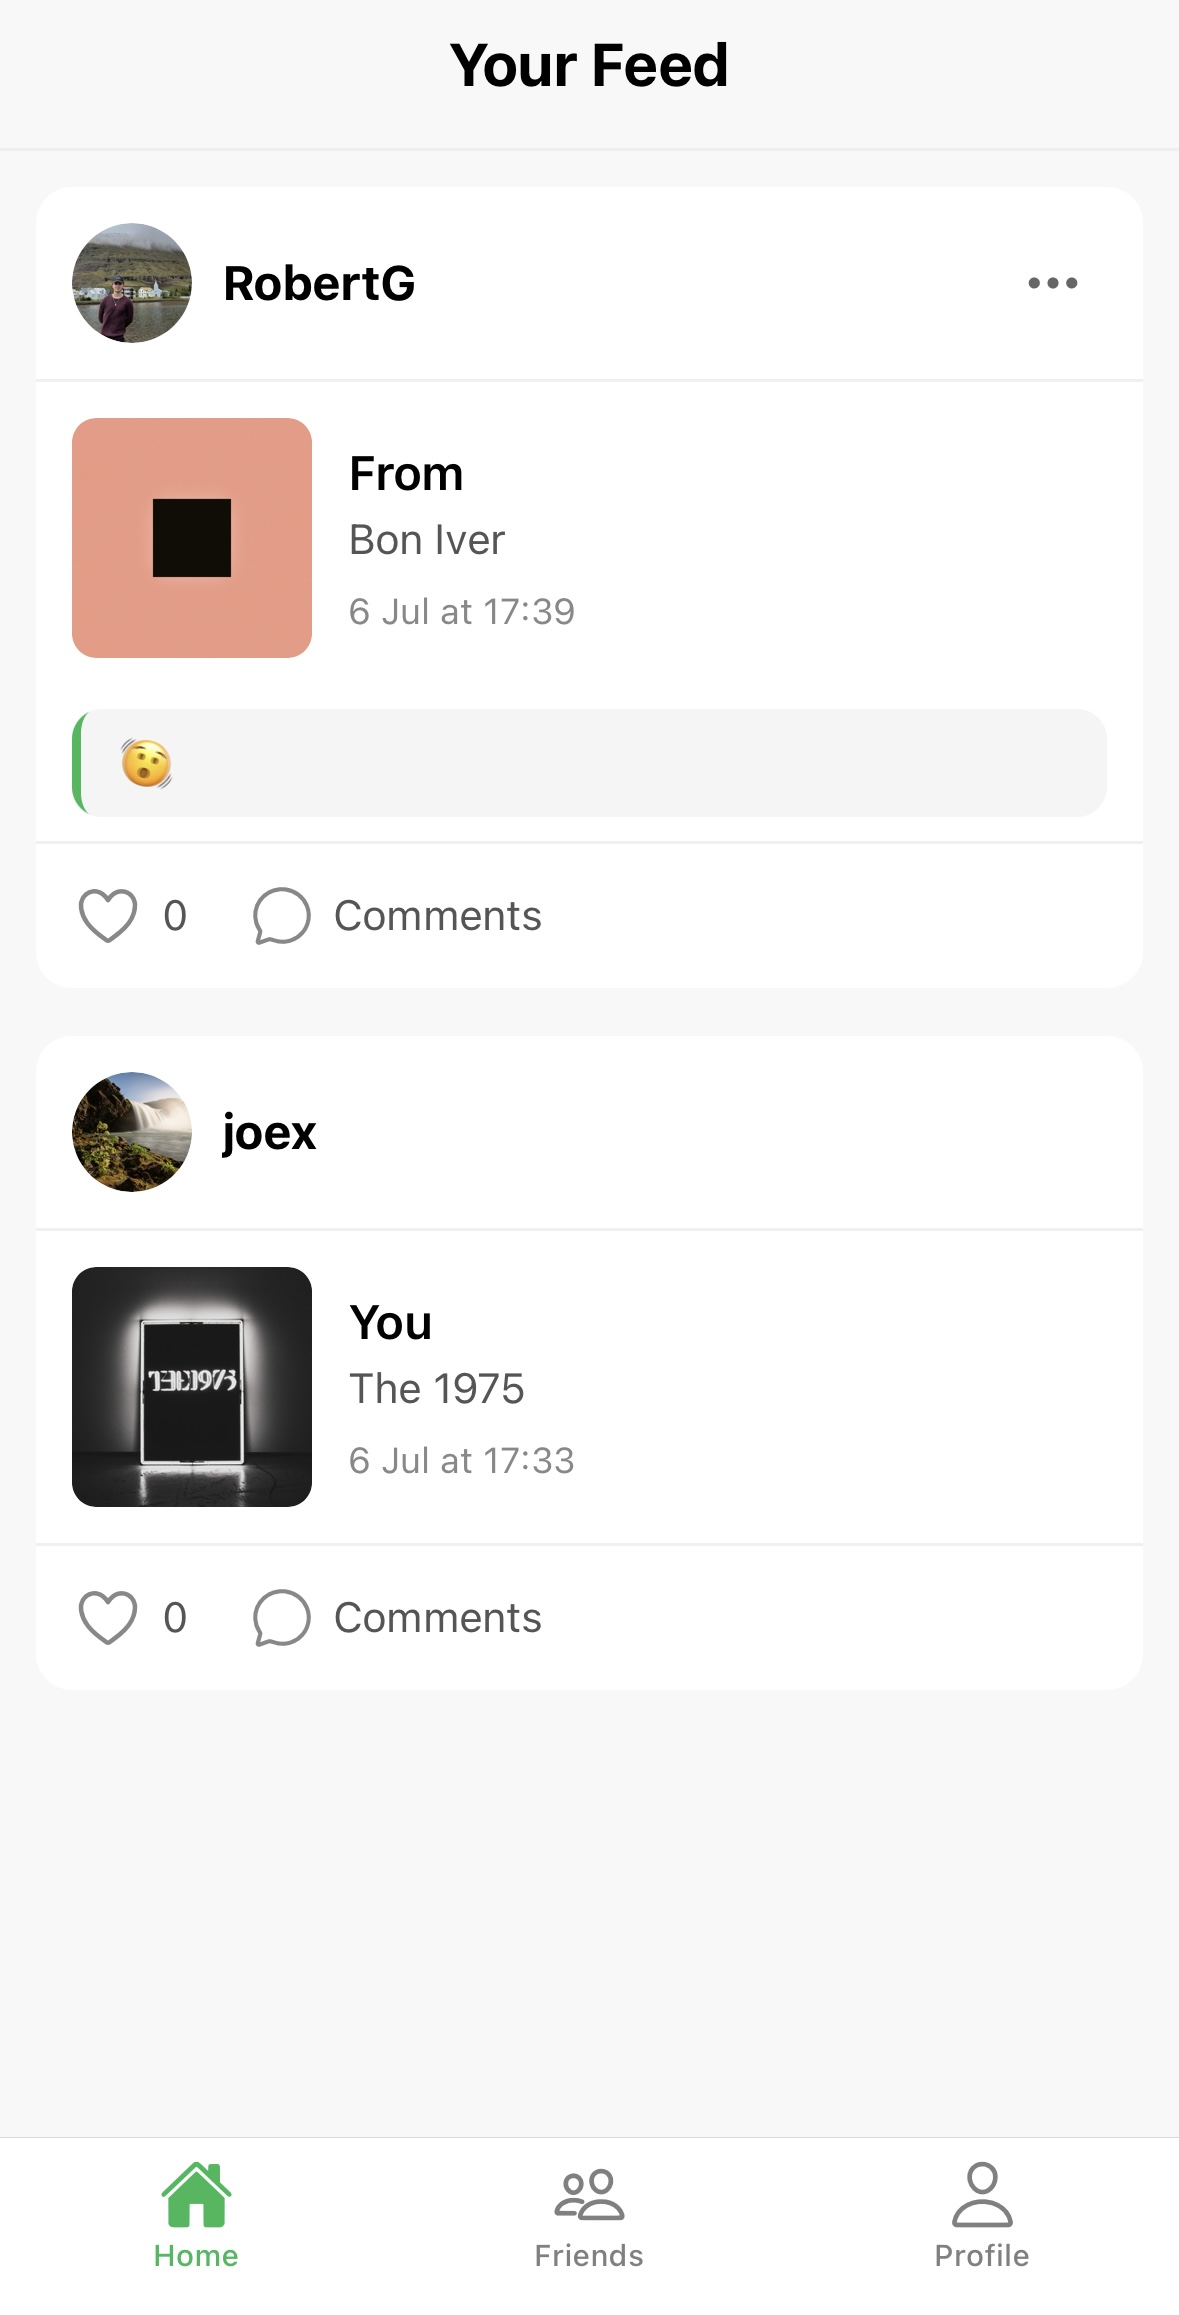 Your Feed
RobertG
From
Bon Iver
6 Jul at 17:39
🫨
0 Comments
joex
THE1975
You
The 1975
6 Jul at 17:33
0 Comments
Home Friends Profile